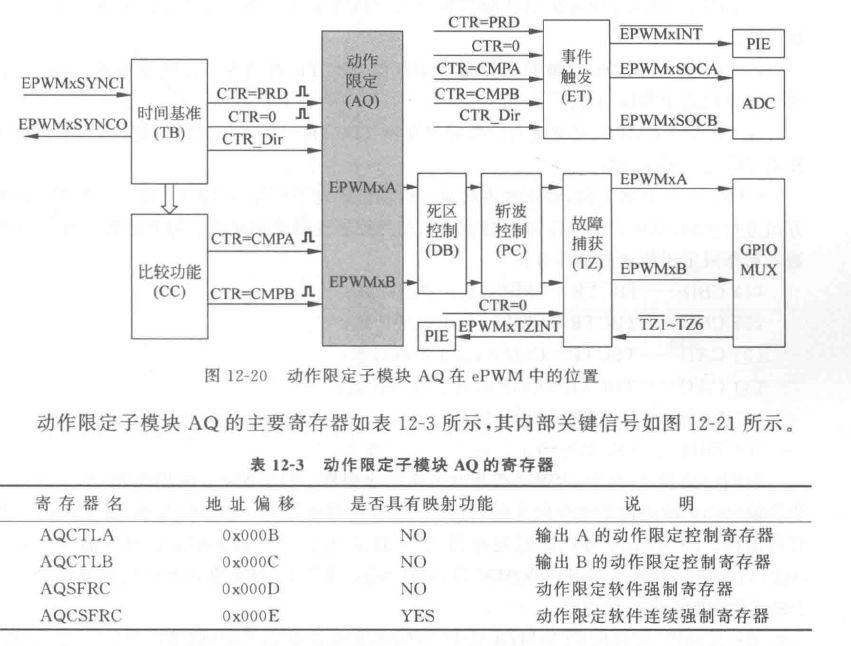 EPWMxSYNCI
EPWMxSYNCO
时间基准
(TB)
CTR=PRD
CTR=0
CTR_Dir
比较功能
(CC)
CTR=CMPA
CTR=CMPB
动作
限定
(AQ)
EPWMxA
EPWMxB
CTR=PRD
CTR=0
CTR=CMPA
CTR=CMPB
CTR_Dir
事件
触发
(ET)
EPWMxINT
EPWMxSOCA
EPWMxSOCB
PIE
ADC
死区
控制
(DB)
斩波
控制
(PC)
故障
捕获
(TZ)
EPWMxA
EPWMxB
TZ1~TZ6
GPIO
MUX
CTR=0
EPWMxTZINT
PIE
图 12-20 动作限定子模块 AQ 在 ePWM 中的位置
动作限定子模块 AQ 的主要寄存器如表 12-3 所示,其内部关键信号如图 12-21 所示。
表 12-3 动作限定子模块 AQ 的寄存器
寄存器名 地址偏移 是否具有映射功能 说 明
AQCTLA 0x000B NO 输出 A 的动作限定控制寄存器
AQCTLB 0x000C NO 输出 B 的动作限定控制寄存器
AQSFRC 0x000D NO 动作限定软件强制寄存器
AQCSFRC 0x000E YES 动作限定软件连续强制寄存器